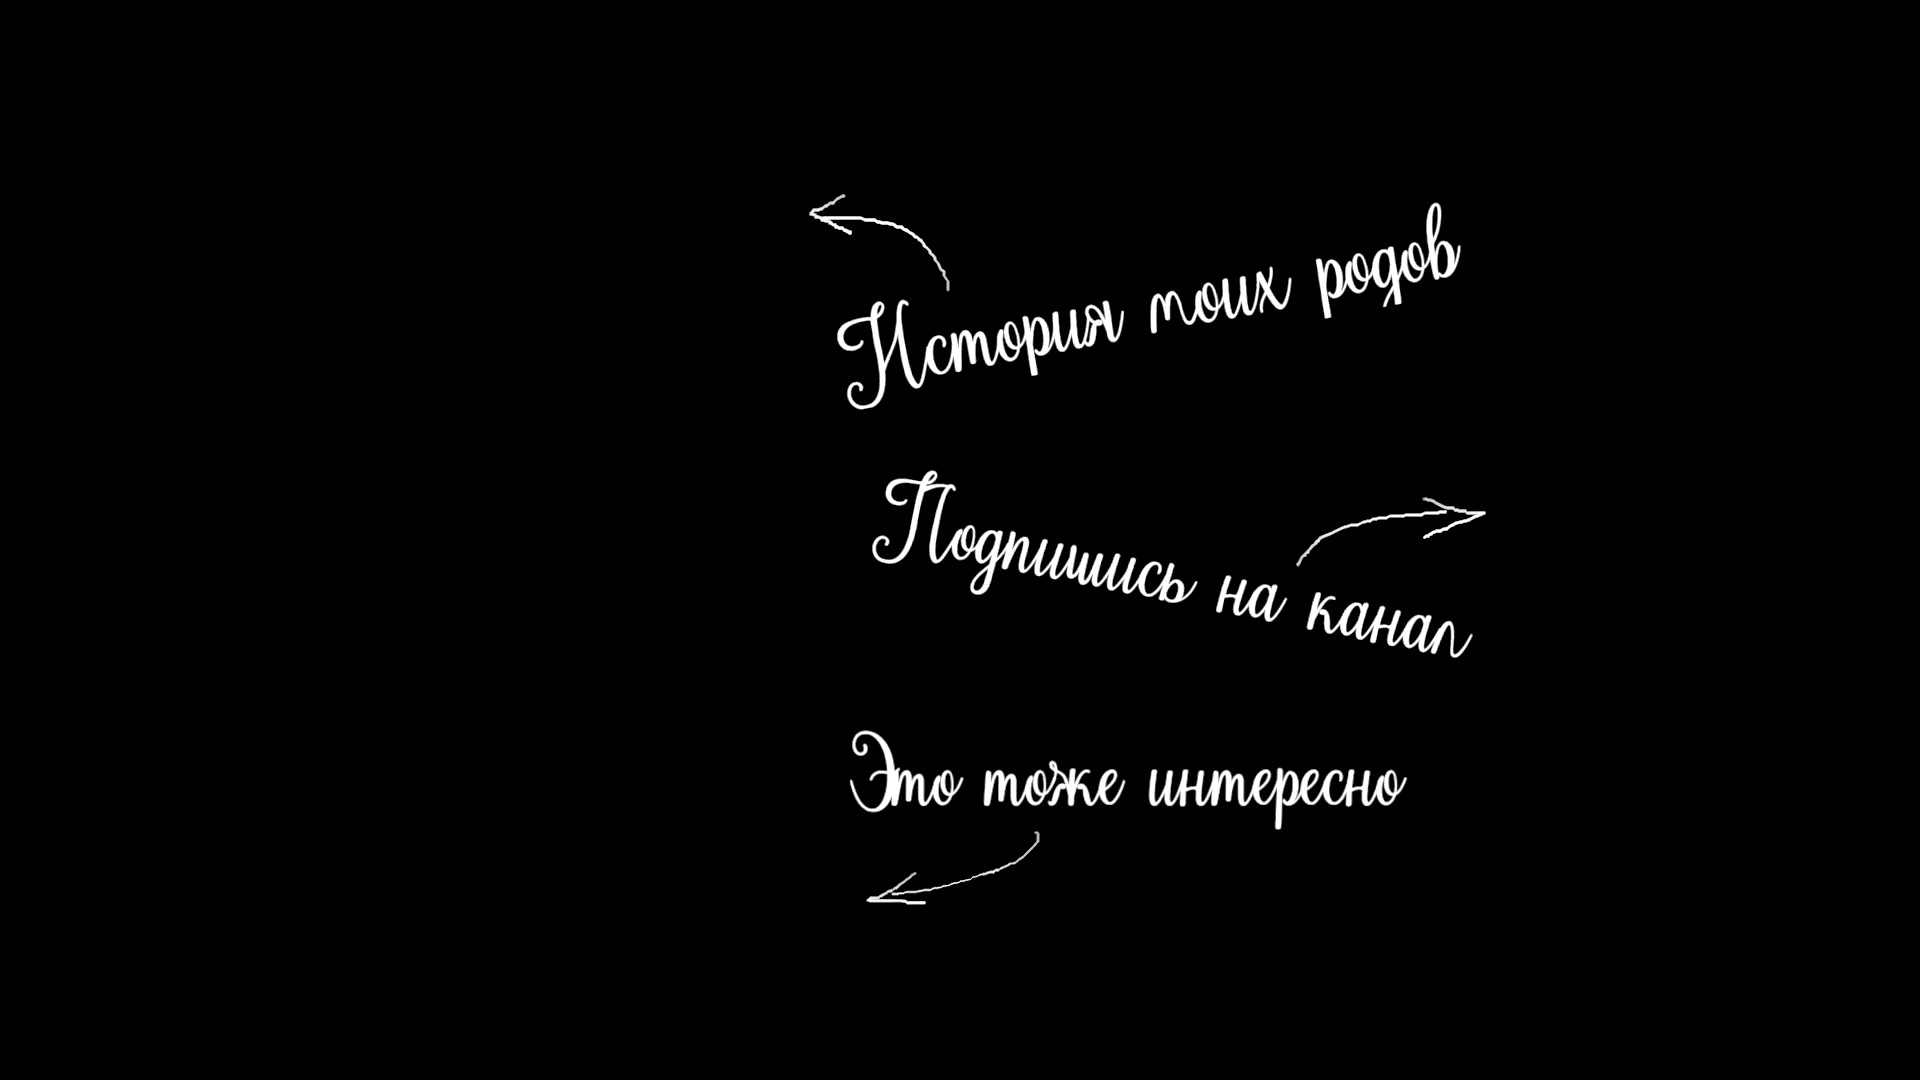 История моих родов
Подпишись на канал
Это тоже интересно